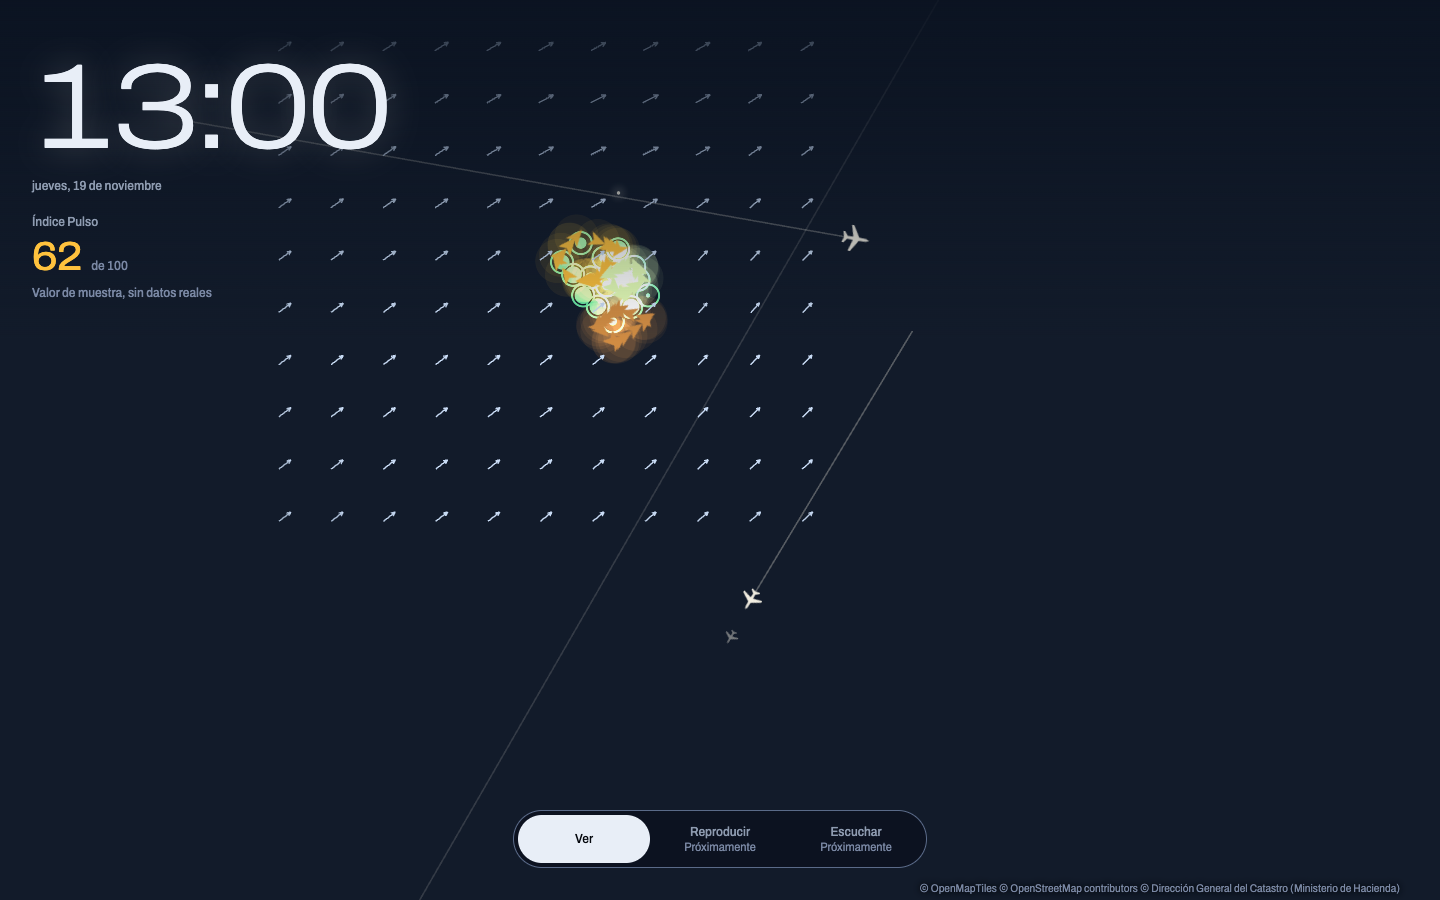 13:00
jueves, 19 de noviembre
Índice Pulso
62 de 100
Valor de muestra, sin datos reales
Ver
Reproducir
Próximamente
Escuchar
Próximamente
© OpenMapTiles © OpenStreetMap contributors © Dirección General del Catastro (Ministerio de Hacienda)